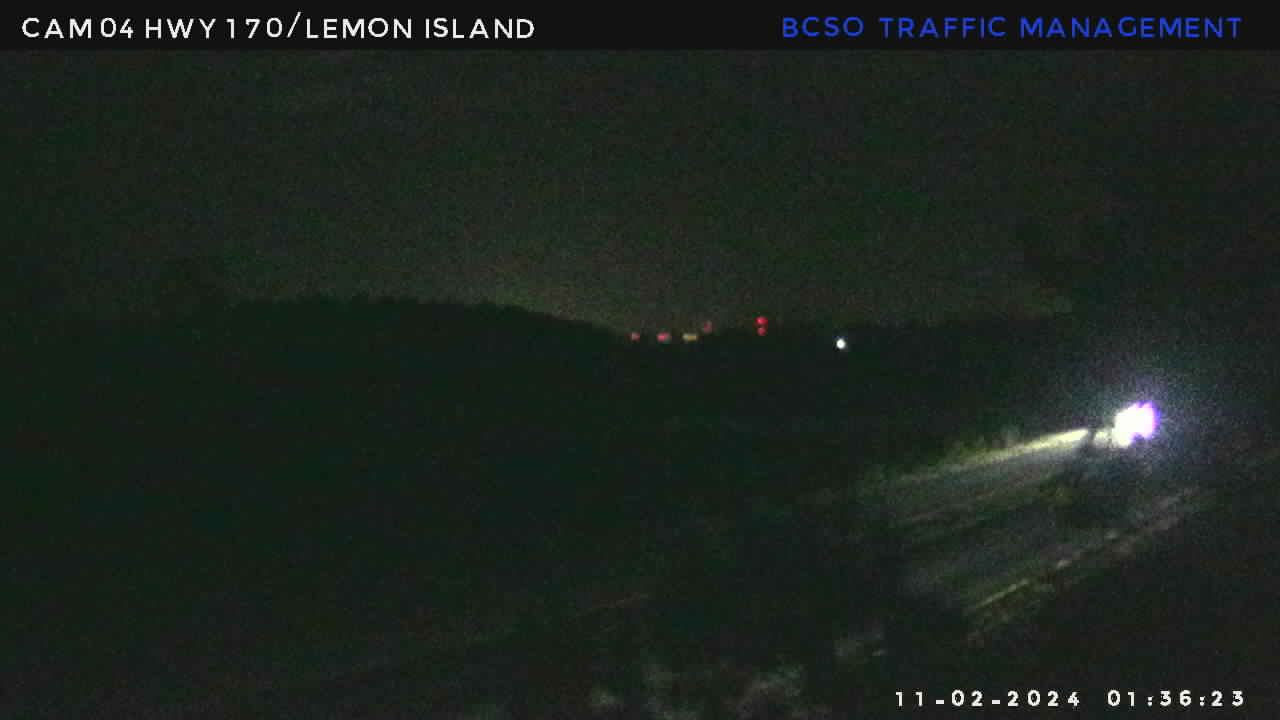 CAM04 HWY 170/LEMON ISLAND
BCSO TRAFFIC MANAGEMENT
11-02-2024 01:36:23